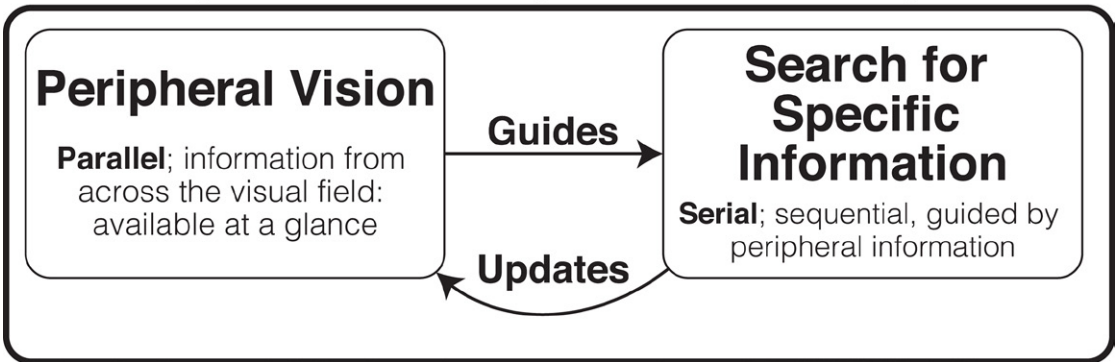 Peripheral Vision
Parallel; information from
across the visual field:
available at a glance
Guides
Updates
Search for
Specific
Information
Serial; sequential, guided by
peripheral information